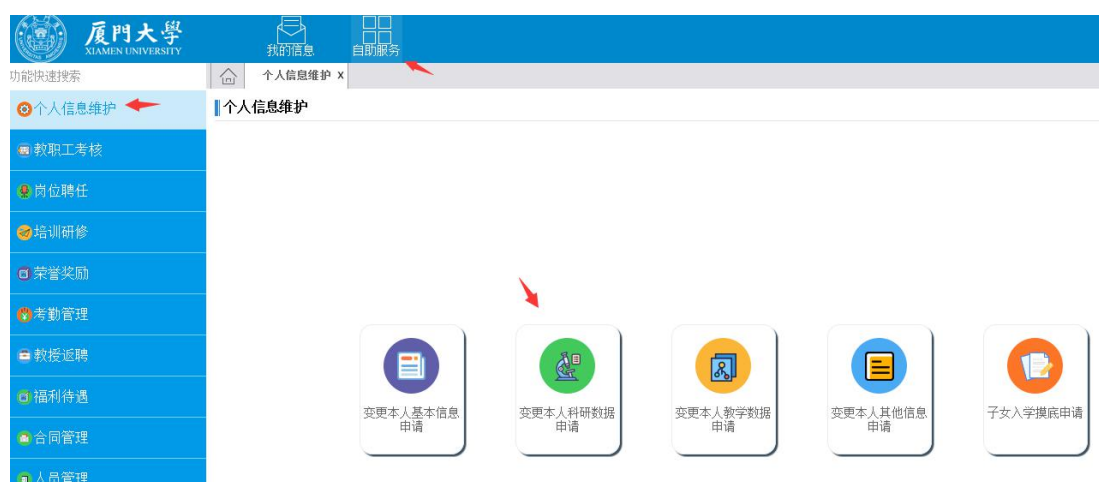 厦門大學
XIAMEN UNIVERSITY
我的信息
自助服务
功能快速搜索
个人信息维护 x
个人信息维护
个人信息维护
教职工考核
岗位聘任
培训研修
荣誉奖励
考勤管理
教授返聘
福利待遇
合同管理
人员管理
变更本人基本信息
申请
变更本人科研数据
申请
变更本人教学数据
申请
变更本人其他信息
申请
子女入学摸底申请